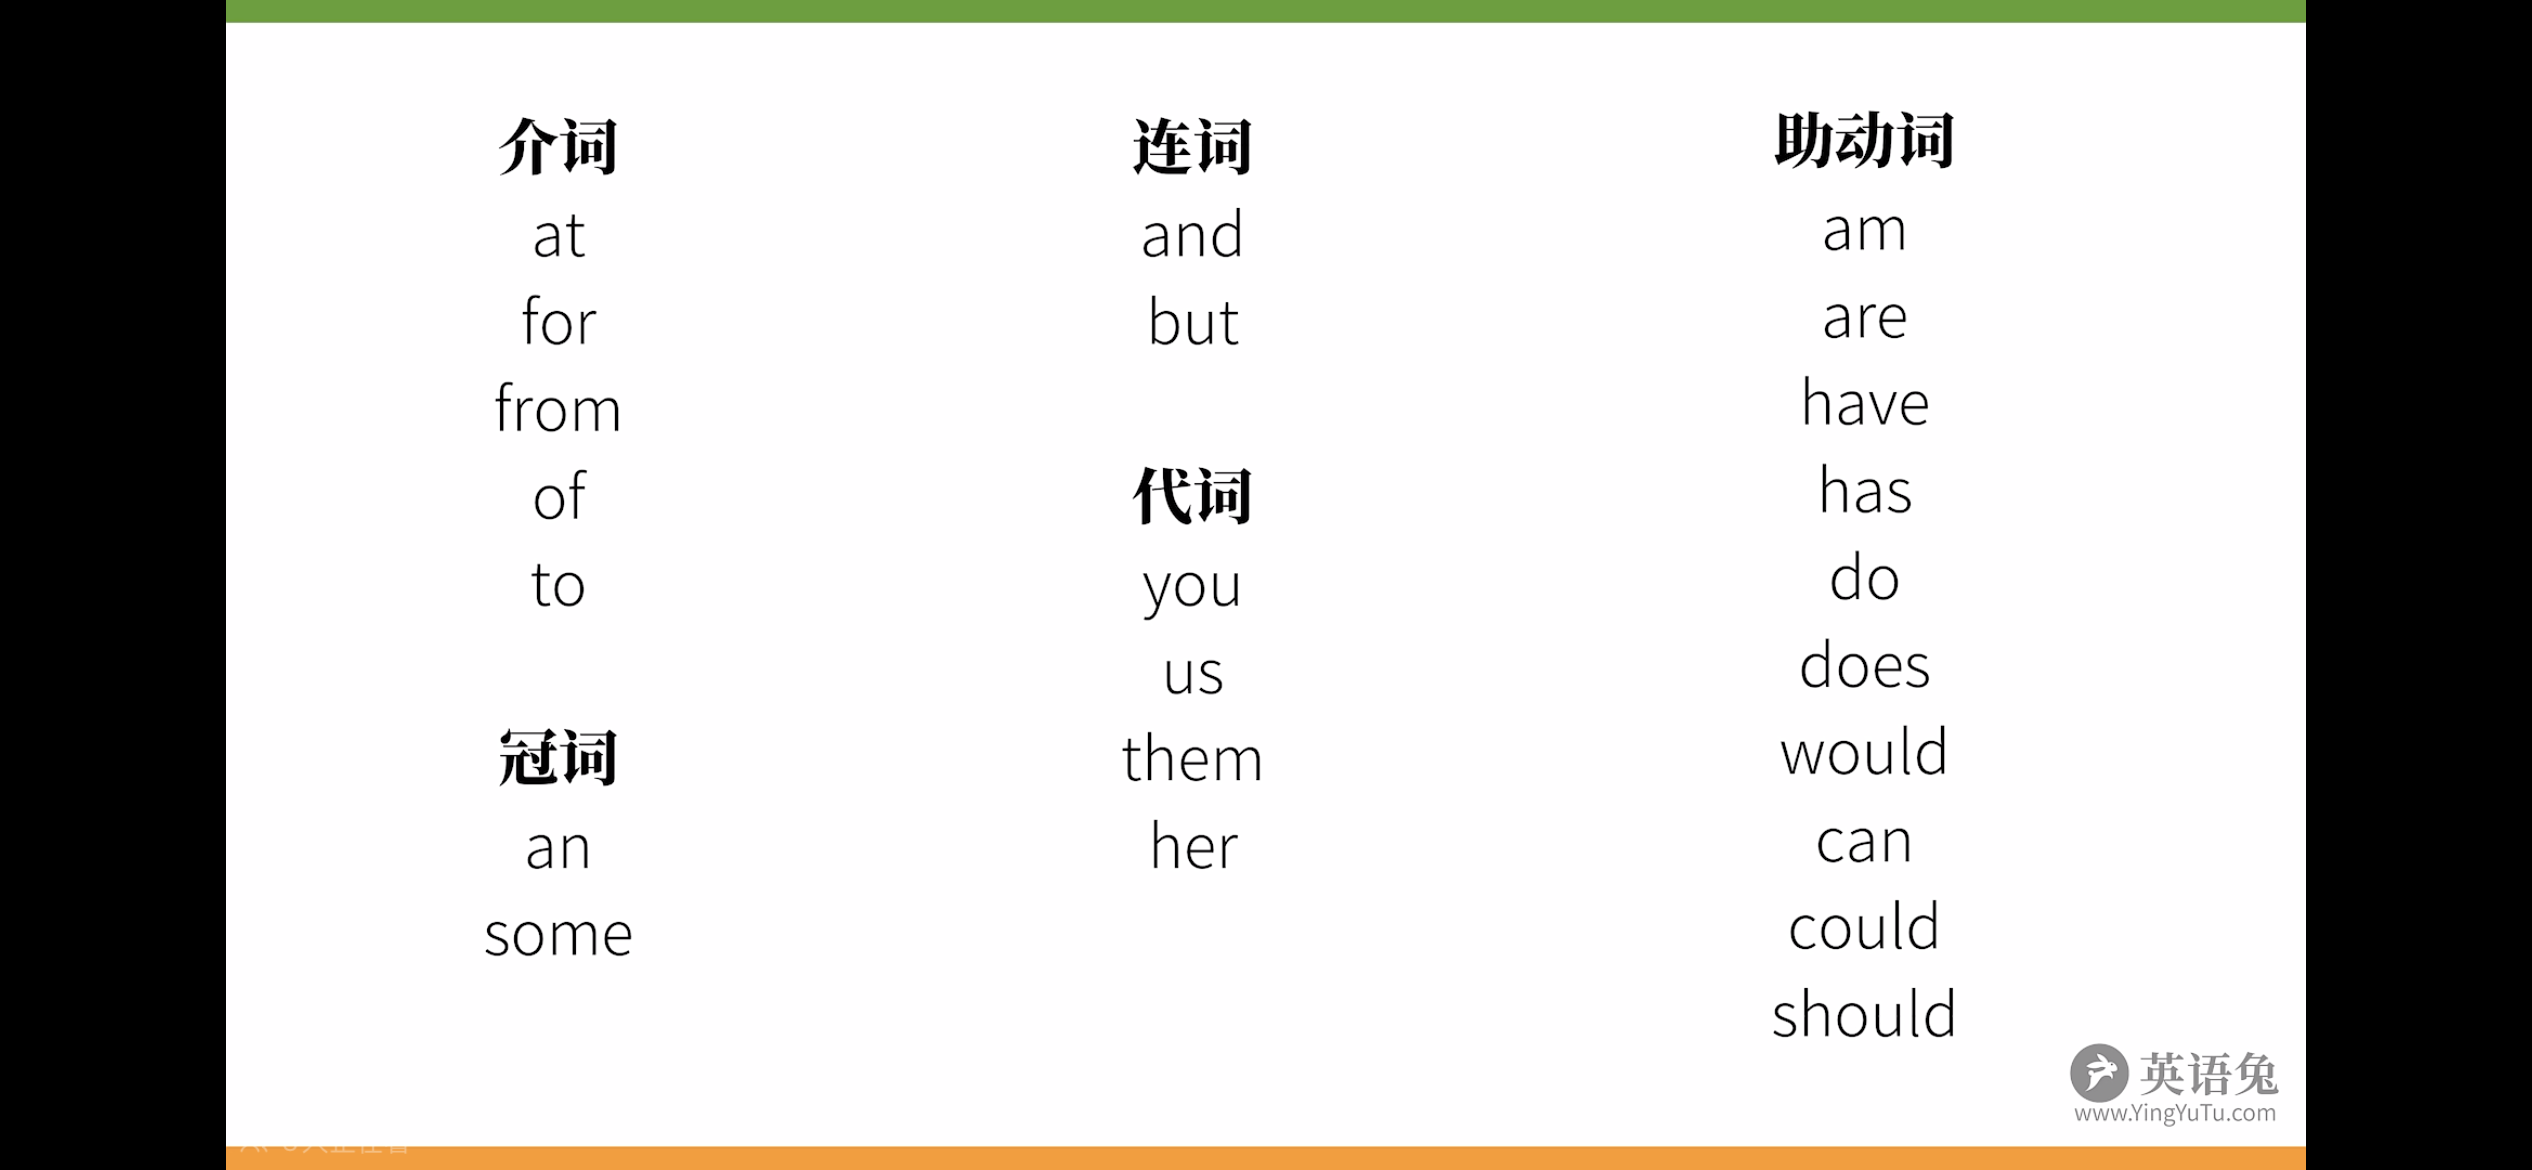 介词
at
for
from
of
to
冠词
an
some
连词
and
but
代词
you
us
them
her
助动词
am
are
have
has
do
does
would
can
could
should
英语兔
www.YingYuTu.com